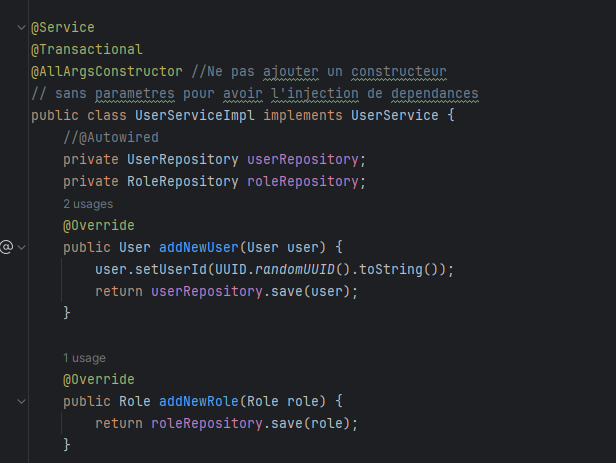 @Service
@Transactional
@AllArgsConstructor //Ne pas ajouter un constructeur
// sans parametres pour avoir l'injection de dependances
public class UserServiceImpl implements UserService {
//@Autowired
private UserRepository userRepository;
private RoleRepository roleRepository;
2 usages
@Override
public User addNewUser(User user) {
user.setUserId(UUID.randomUUID().toString());
return userRepository.save(user);
}
1 usage
@Override
public Role addNewRole(Role role) {
return roleRepository.save(role);
}